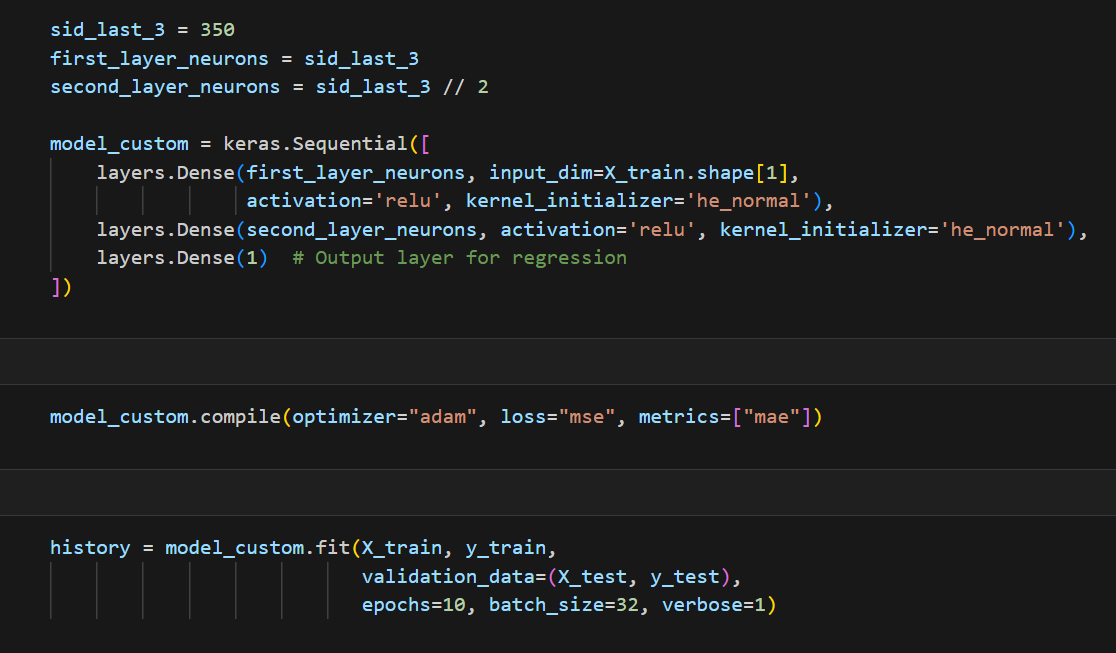 sid_last_3 = 350
first_layer_neurons = sid_last_3
second_layer_neurons = sid_last_3 // 2
model_custom = keras.Sequential([
layers.Dense(first_layer_neurons, input_dim=X_train.shape[1],
activation='relu', kernel_initializer='he_normal'),
layers.Dense(second_layer_neurons, activation='relu', kernel_initializer='he_normal'),
layers.Dense(1)  # Output layer for regression
])
model_custom.compile(optimizer="adam", loss="mse", metrics=["mae"])
history = model_custom.fit(X_train, y_train,
validation_data=(X_test, y_test),
epochs=10, batch_size=32, verbose=1)